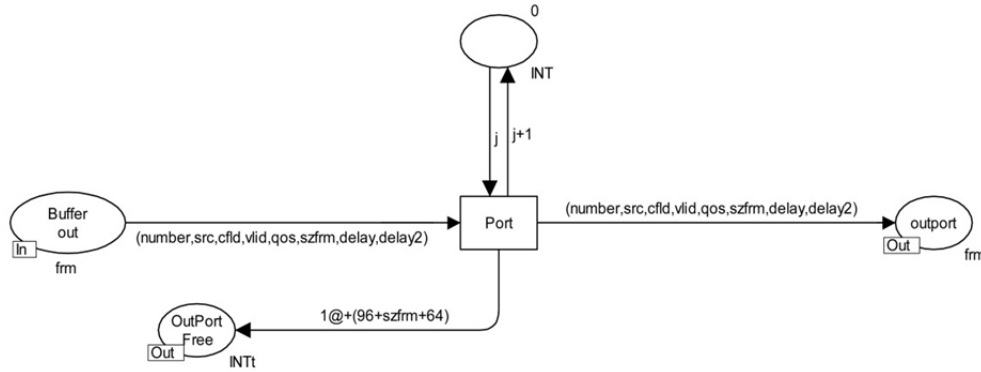 0
INT
j
j+1
Buffer
out
In
frm
(number,src,cfld,vlid,qos,szfrm,delay,delay2)
Port
(number,src,cfld,vlid,qos,szfrm,delay,delay2)
outport
Out
frm
1@+(96+szfrm+64)
OutPort
Free
Out
INTt